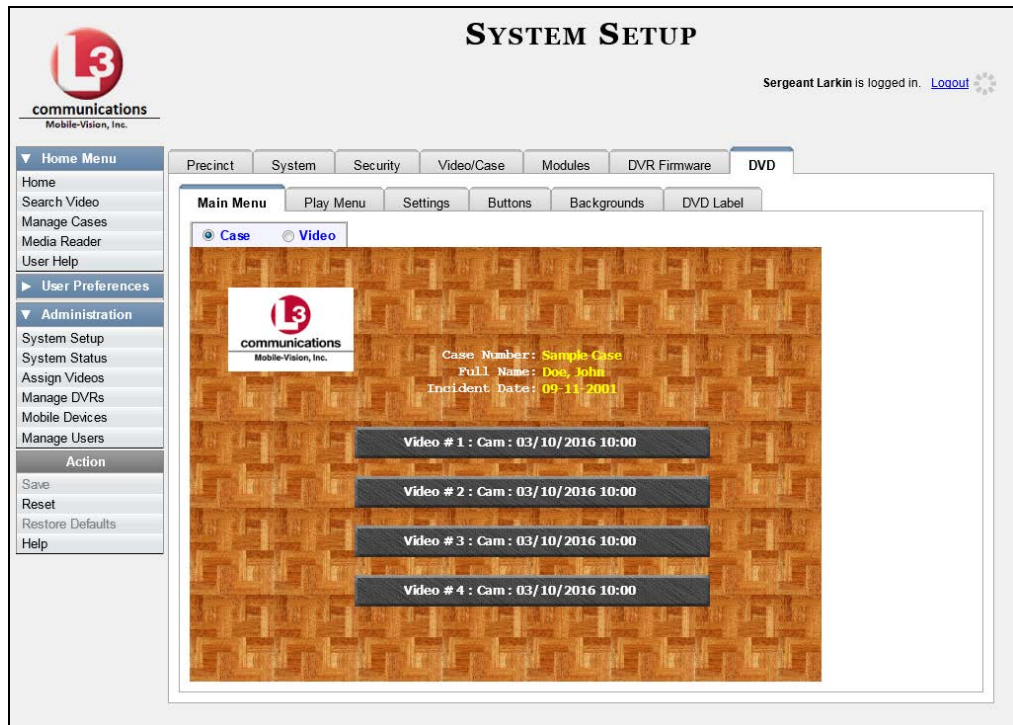 SYSTEM SETUP
L3
communications
Mobile-Vision, Inc.
Sergeant Larkin is logged in. Logout
▼ Home Menu
Home
Search Video
Manage Cases
Media Reader
User Help
▶ User Preferences
▼ Administration
System Setup
System Status
Assign Videos
Manage DVRs
Mobile Devices
Manage Users
Action
Save
Reset
Restore Defaults
Help
Precinct System Security Video/Case Modules DVR Firmware DVD
Main Menu Play Menu Settings Buttons Backgrounds DVD Label
Case Video
L3
communications
Mobile-Vision, Inc.
Case Number: Sample Case
Full Name: Doe, John
Incident Date: 09-11-2001
Video # 1 : Cam : 03/10/2016 10:00
Video # 2 : Cam : 03/10/2016 10:00
Video # 3 : Cam : 03/10/2016 10:00
Video # 4 : Cam : 03/10/2016 10:00